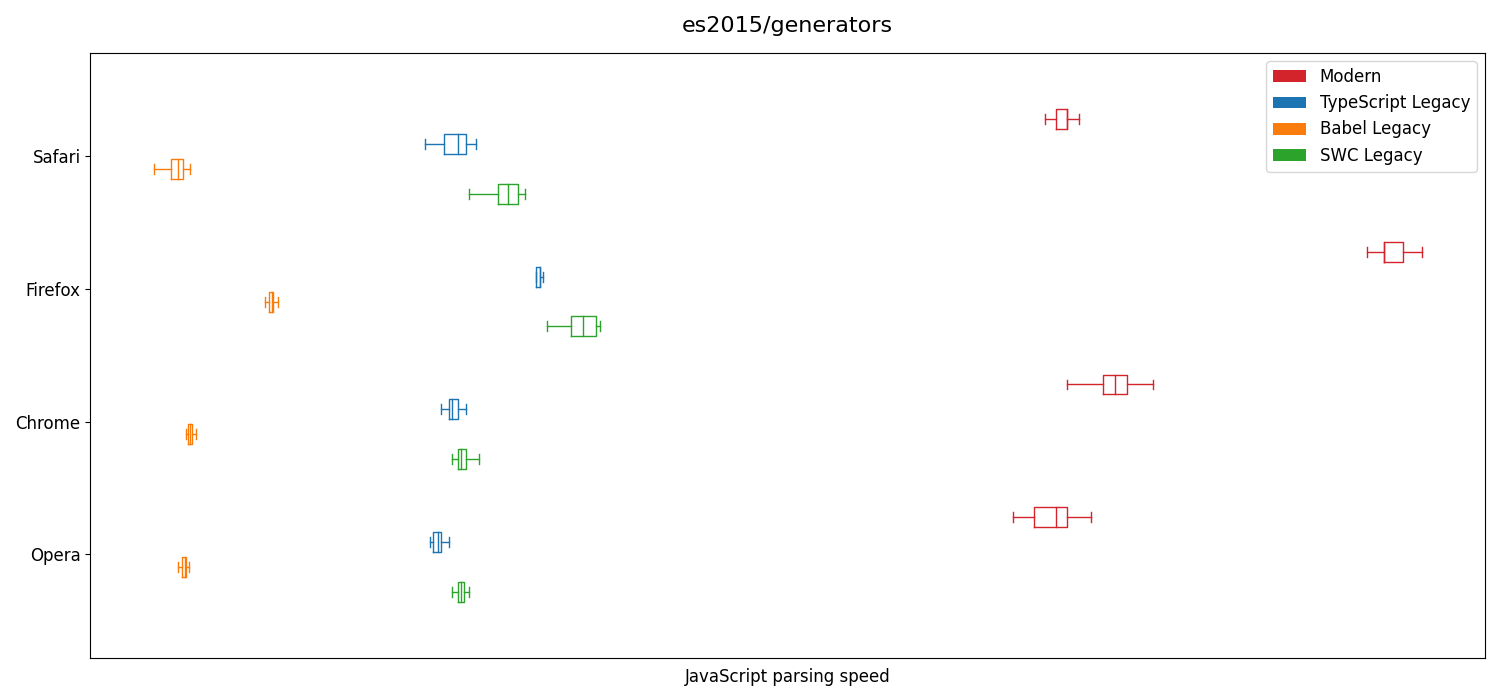 es2015/generators
Modern
TypeScript Legacy
Babel Legacy
SWC Legacy
Safari
Firefox
Chrome
Opera
JavaScript parsing speed